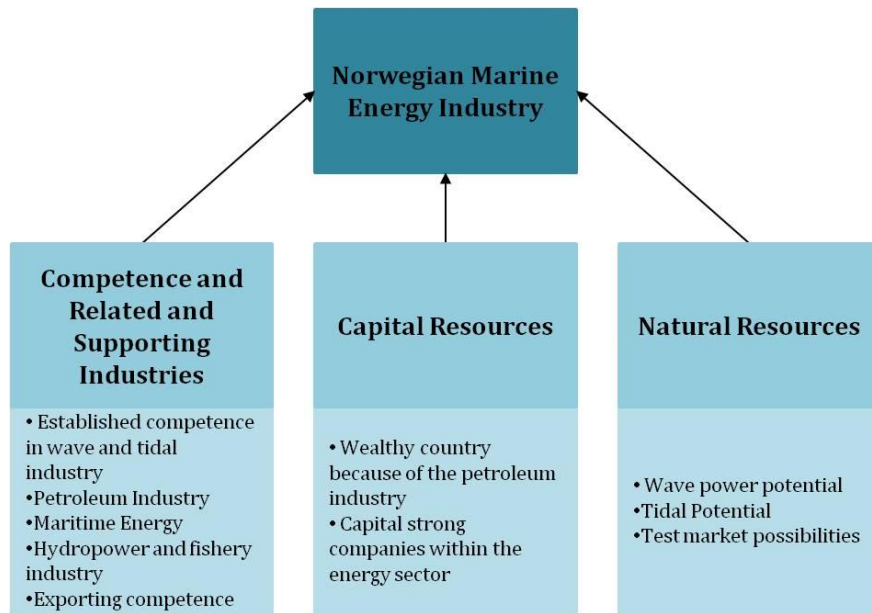 Norwegian Marine
Energy Industry
Competence and
Related and
Supporting
Industries
• Established competence
in wave and tidal
industry
•Petroleum Industry
•Maritime Energy
•Hydropower and fishery
industry
•Exporting competence
Capital Resources
• Wealthy country
because of the petroleum
industry
• Capital strong
companies within the
energy sector
Natural Resources
• Wave power potential
•Tidal Potential
•Test market possibilities